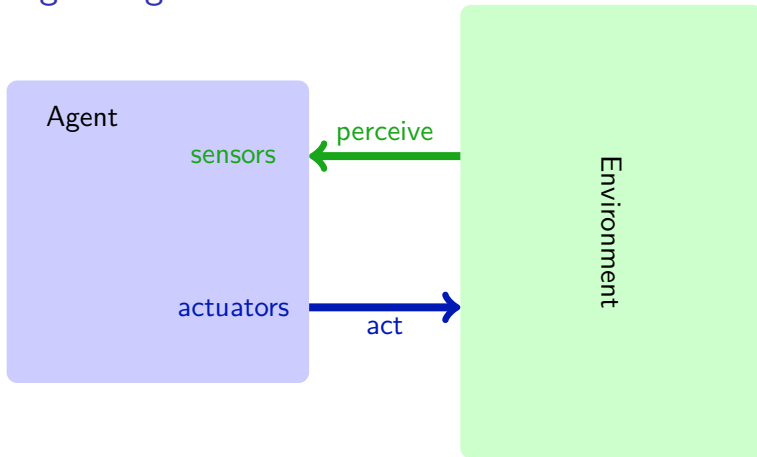 Agent
perceive
sensors
Environment
actuators
act